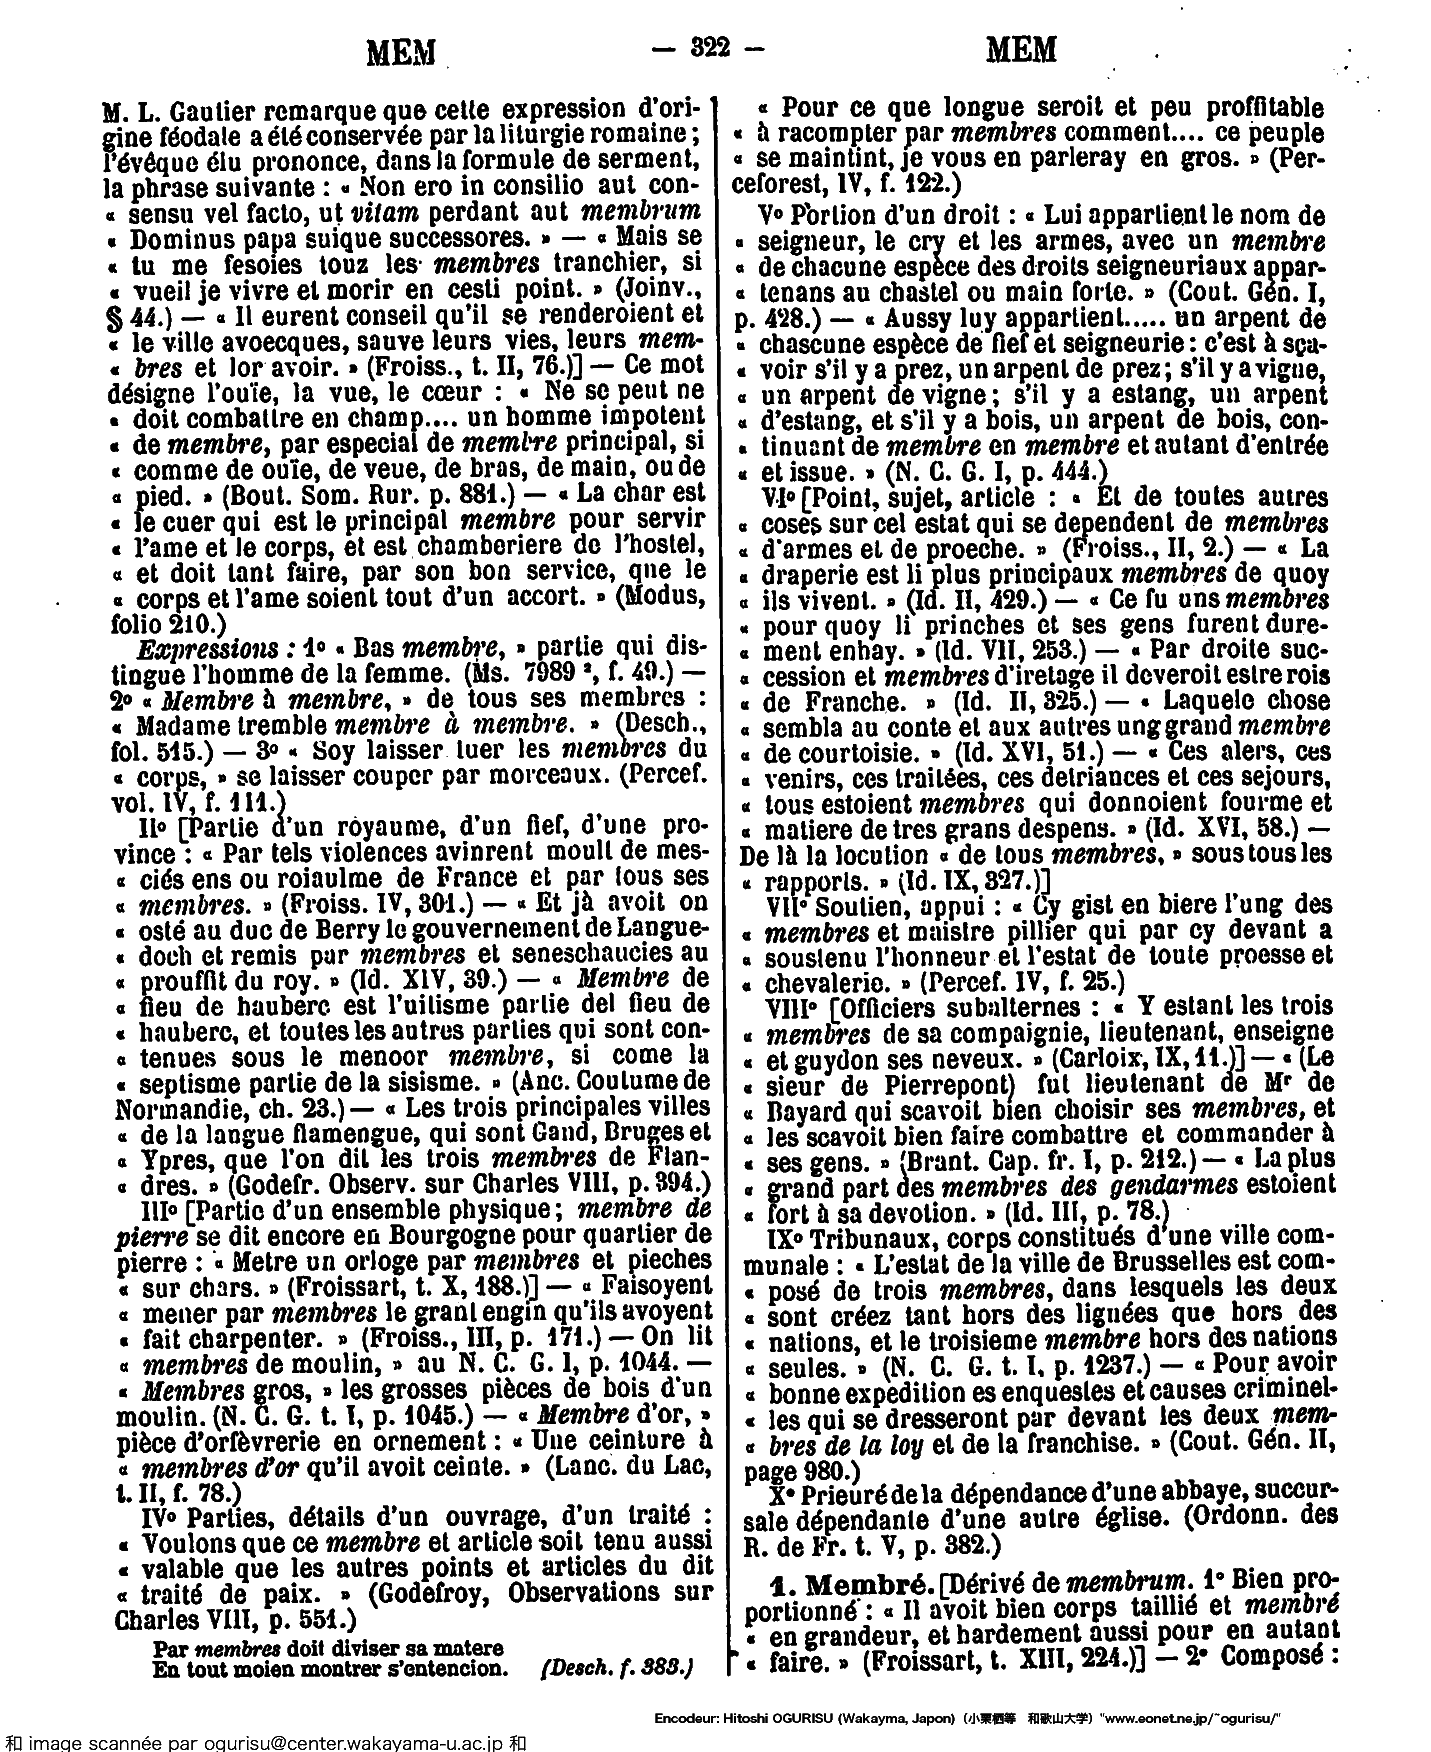 MEM — 322 — MEM
M. L. Gautier remarque que cette expression d'ori-
gine féodale a été conservée par la liturgie romaine ;
l'évêque élu prononce, dans la formule de serment,
la phrase suivante : « Non ero in consilio aut con-
« sensu vel facto, ut vitam perdant aut membrum
« Dominus papa suique successores. » — « Mais se
« tu me fesoies touz les membres tranchier, si
« vueil je vivre et morir en cesti point. » (Joinv.,
§ 44.) — « Il eurent conseil qu'il se renderoient et
« le ville avoecques, sauve leurs vies, leurs mem-
« bres et lor avoir. » (Froiss., t. II, 76.)] — Ce mot
désigne l'ouïe, la vue, le cœur : « Ne se peut ne
« doit combattre en champ.... un homme impotent
« de membre, par especial de membre principal, si
« comme de ouïe, de veue, de bras, de main, ou de
« pied. » (Bout. Som. Rur. p. 881.) — « La char est
« le cuer qui est le principal membre pour servir
« l'ame et le corps, et est chamberiere de l'hostel,
« et doit tant faire, par son bon service, que le
« corps et l'ame soient tout d'un accort. » (Modus,
folio 210.)
Expressions : 1º « Bas membre, » partie qui dis-
tingue l'homme de la femme. (Ms. 7989 ², f. 49.) —
2º « Membre à membre, » de tous ses membres :
« Madame tremble membre à membre. » (Desch.,
fol. 515.) — 3º « Soy laisser tuer les membres du
« corps, » se laisser couper par morceaux. (Percef.
vol. IV, f. 111.)
IIº [Partie d'un royaume, d'un fief, d'une pro-
vince : « Par tels violences avinrent moult de mes-
« ciés ens ou roiaulme de France et par tous ses
« membres. » (Froiss. IV, 301.) — « Et jà avoit on
« osté au duc de Berry le gouvernement de Langue-
« doch et remis par membres et seneschaucies au
« prouffit du roy. » (Id. XIV, 39.) — « Membre de
« fieu de hauberc est l'uitisme partie del fieu de
« hauberc, et toutes les autres parties qui sont con-
« tenues sous le menoor membre, si come la
« septisme partie de la sisisme. » (Anc. Coutume de
Normandie, ch. 23.) — « Les trois principales villes
« de la langue flamengue, qui sont Gand, Bruges et
« Ypres, que l'on dit les trois membres de Flan-
« dres. » (Godefr. Observ. sur Charles VIII, p. 394.)
IIIº [Partie d'un ensemble physique ; membre de
pierre se dit encore en Bourgogne pour quartier de
pierre : « Metre un orloge par membres et pieches
« sur chars. » (Froissart, t. X, 188.)] — « Faisoyent
« mener par membres le grant engin qu'ils avoyent
« fait charpenter. » (Froiss., III, p. 171.) — On lit
« membres de moulin, » au N. C. G. I, p. 1044. —
« Membres gros, » les grosses pièces de bois d'un
moulin. (N. C. G. t. I, p. 1045.) — « Membre d'or, »
pièce d'orfèvrerie en ornement : « Une ceinture à
« membres d'or qu'il avoit ceinte. » (Lanc. du Lac,
t. II, f. 78.)
IVº Parties, détails d'un ouvrage, d'un traité :
« Voulons que ce membre et article soit tenu aussi
« valable que les autres points et articles du dit
« traité de paix. » (Godefroy, Observations sur
Charles VIII, p. 551.)
Par membres doit diviser sa matere
En tout moien montrer s'entencion. (Desch. f. 383.)
« Pour ce que longue seroit et peu proffitable
« à racompter par membres comment.... ce peuple
« se maintint, je vous en parleray en gros. » (Per-
ceforest, IV, f. 122.)
Vº Portion d'un droit : « Lui appartient le nom de
« seigneur, le cry et les armes, avec un membre
« de chacune espèce des droits seigneuriaux appar-
« tenans au chastel ou main forte. » (Cout. Gén. I,
p. 428.) — « Aussy luy appartient..... un arpent de
« chascune espèce de fief et seigneurie : c'est à sça-
« voir s'il y a prez, un arpent de prez ; s'il y a vigne,
« un arpent de vigne ; s'il y a estang, un arpent
« d'estang, et s'il y a bois, un arpent de bois, con-
« tinuant de membre en membre et autant d'entrée
« et issue. » (N. C. G. I, p. 444.)
VIº [Point, sujet, article : « Et de toutes autres
« coses sur cel estat qui se dependent de membres
« d'armes et de proeche. » (Froiss., II, 2.) — « La
« draperie est li plus principaux membres de quoy
« ils vivent. » (Id. II, 429.) — « Ce fu uns membres
« pour quoy li prinches et ses gens furent dure-
« ment enhay. » (Id. VII, 253.) — « Par droite suc-
« cession et membres d'iretage il deveroit estre rois
« de Franche. » (Id. II, 325.) — « Laquele chose
« sembla au conte et aux autres ung grand membre
« de courtoisie. » (Id. XVI, 51.) — « Ces alers, ces
« venirs, ces traitées, ces detriances et ces sejours,
« tous estoient membres qui donnoient fourme et
« matiere de tres grans despens. » (Id. XVI, 58.) —
De là la locution « de tous membres, » sous tous les
« rapports. » (Id. IX, 327.)]
VIIº Soutien, appui : « Cy gist en biere l'ung des
« membres et maistre pillier qui par cy devant a
« soustenu l'honneur et l'estat de toute proesse et
« chevalerie. » (Percef. IV, f. 25.)
VIIIº [Officiers subalternes : « Y estant les trois
« membres de sa compaignie, lieutenant, enseigne
« et guydon ses neveux. » (Carloix, IX, 11.)] — « (Le
« sieur de Pierrepont) fut lieutenant de Mr de
« Bayard qui scavoit bien choisir ses membres, et
« les scavoit bien faire combattre et commander à
« ses gens. » (Brant. Cap. fr. I, p. 212.) — « La plus
« grand part des membres des gendarmes estoient
« fort à sa devotion. » (Id. III, p. 78.)
IXº Tribunaux, corps constitués d'une ville com-
munale : « L'estat de la ville de Brusselles est com-
« posé de trois membres, dans lesquels les deux
« sont créez tant hors des lignées que hors des
« nations, et le troisieme membre hors des nations
« seules. » (N. C. G. t. I, p. 1237.) — « Pour avoir
« bonne expedition es enquestes et causes criminel-
« les qui se dresseront par devant les deux mem-
« bres de la loy et de la franchise. » (Cout. Gén. II,
page 980.)
Xº Prieuré de la dépendance d'une abbaye, succur-
sale dépendante d'une autre église. (Ordonn. des
R. de Fr. t. V, p. 382.)
1. Membré. [Dérivé de membrum. 1º Bien pro-
portionné : « Il avoit bien corps taillié et membré
« en grandeur, et hardement aussi pour en autant
« faire. » (Froissart, t. XIII, 224.)] — 2º Composé :
Encodeur: Hitoshi OGURISU (Wakayma, Japon) (小栗栖等 和歌山大学) "www.eonet.ne.jp/~ogurisu/"
和 image scannée par ogurisu@center.wakayama-u.ac.jp 和